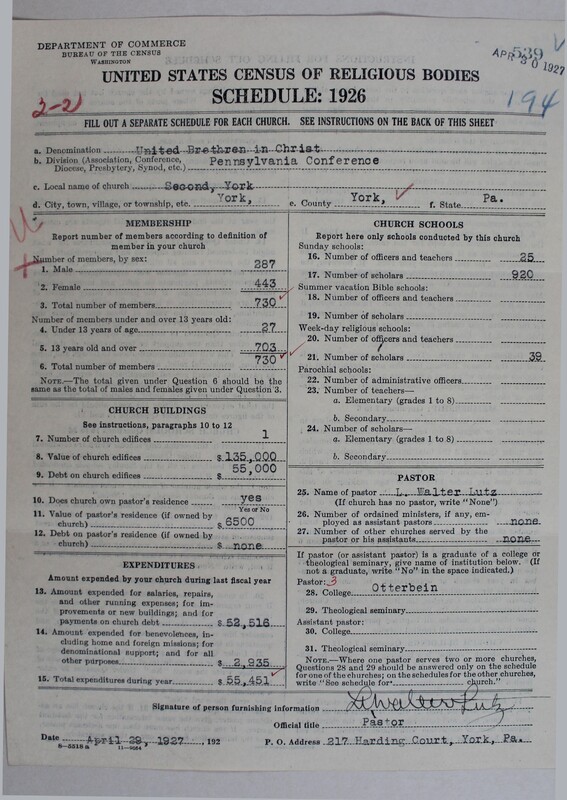 DEPARTMENT OF COMMERCE
BUREAU OF THE CENSUS
WASHINGTON
539
APR 30 1927
UNITED STATES CENSUS OF RELIGIOUS BODIES
SCHEDULE: 1926
2-21
194
FILL OUT A SEPARATE SCHEDULE FOR EACH CHURCH. SEE INSTRUCTIONS ON THE BACK OF THIS SHEET
a. Denomination United Brethren in Christ
b. Division (Association, Conference, Diocese, Presbytery, Synod, etc.) Pennsylvania Conference
c. Local name of church Second, York
d. City, town, village, or township, etc. York, e. County York, f. State Pa.
MEMBERSHIP
Report number of members according to definition of
member in your church
Number of members, by sex:
1. Male 287
2. Female 443
3. Total number of members 730
Number of members under and over 13 years old:
4. Under 13 years of age 27
5. 13 years old and over 703
6. Total number of members 730
NOTE.—The total given under Question 6 should be the
same as the total of males and females given under Question 3.
CHURCH BUILDINGS
See instructions, paragraphs 10 to 12
7. Number of church edifices 1
8. Value of church edifices $ 135,000
9. Debt on church edifices $ 55,000
10. Does church own pastor's residence yes
Yes or No
11. Value of pastor's residence (if owned by
church) $ 6500
12. Debt on pastor's residence (if owned by
church) $ none
EXPENDITURES
Amount expended by your church during last fiscal year
13. Amount expended for salaries, repairs,
and other running expenses; for im-
provements or new buildings; and for
payments on church debt $ 52,516
14. Amount expended for benevolences, in-
cluding home and foreign missions; for
denominational support; and for all
other purposes $ 2,935
15. Total expenditures during year $ 55,451
CHURCH SCHOOLS
Report here only schools conducted by this church
Sunday schools:
16. Number of officers and teachers 25
17. Number of scholars 920
Summer vacation Bible schools:
18. Number of officers and teachers
19. Number of scholars
Week-day religious schools:
20. Number of officers and teachers
21. Number of scholars 39
Parochial schools:
22. Number of administrative officers
23. Number of teachers—
a. Elementary (grades 1 to 8)
b. Secondary
24. Number of scholars—
a. Elementary (grades 1 to 8)
b. Secondary
PASTOR
25. Name of pastor L. Walter Lutz
(If church has no pastor, write "None")
26. Number of ordained ministers, if any, em-
ployed as assistant pastors none
27. Number of other churches served by the
pastor or his assistants none
If pastor (or assistant pastor) is a graduate of a college or
theological seminary, give name of institution below. (If
not a graduate, write "No" in the space indicated.)
Pastor: 3
28. College Otterbein
29. Theological seminary
Assistant pastor:
30. College
31. Theological seminary
NOTE.—Where one pastor serves two or more churches,
Questions 28 and 29 should be answered only on the schedule
for one of the churches; on the schedules for the other churches,
write "See schedule for church."
Signature of person furnishing information L. Walter Lutz
Official title Pastor
Date April 29, 1927, 192 P. O. Address 217 Harding Court, York, Pa.
8-5318 a